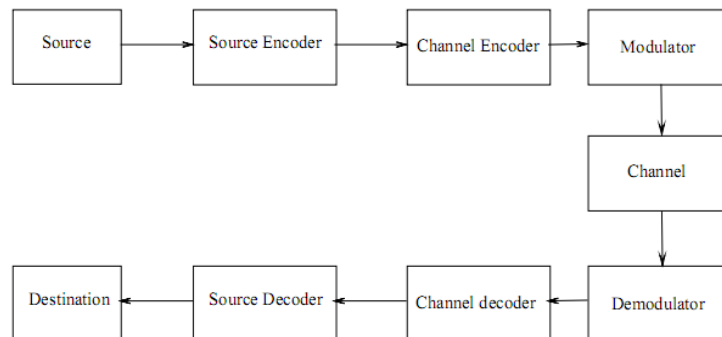 Source
Source Encoder
Channel Encoder
Modulator
Channel
Destination
Source Decoder
Channel decoder
Demodulator